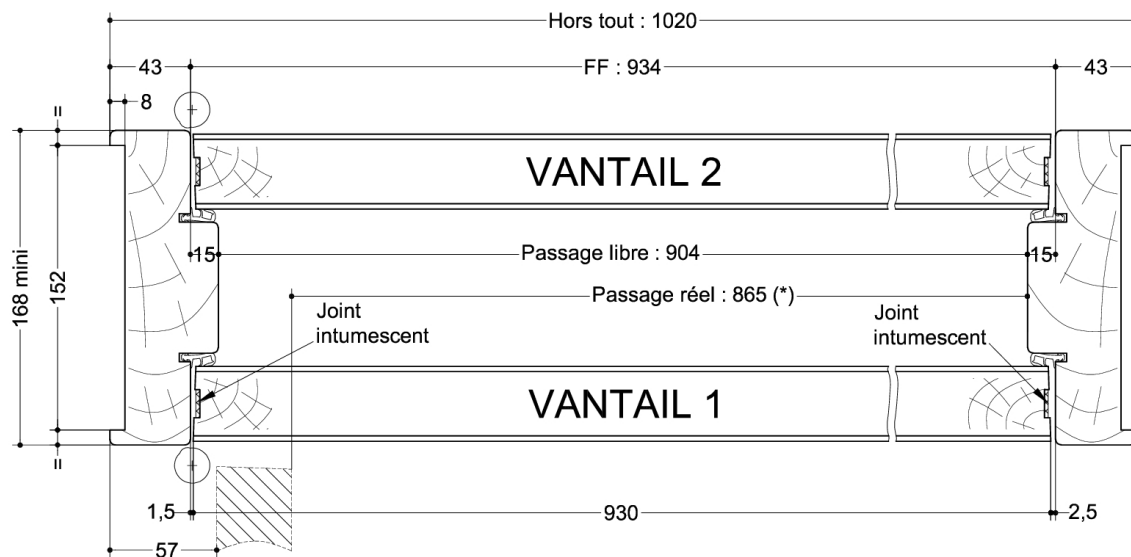 Hors tout : 1020
43
FF : 934
43
8
=
VANTAIL 2
15
Passage libre : 904
15
168 mini
152
Passage réel : 865 (*)
Joint
intumescent
Joint
intumescent
VANTAIL 1
=
1,5
930
2,5
57